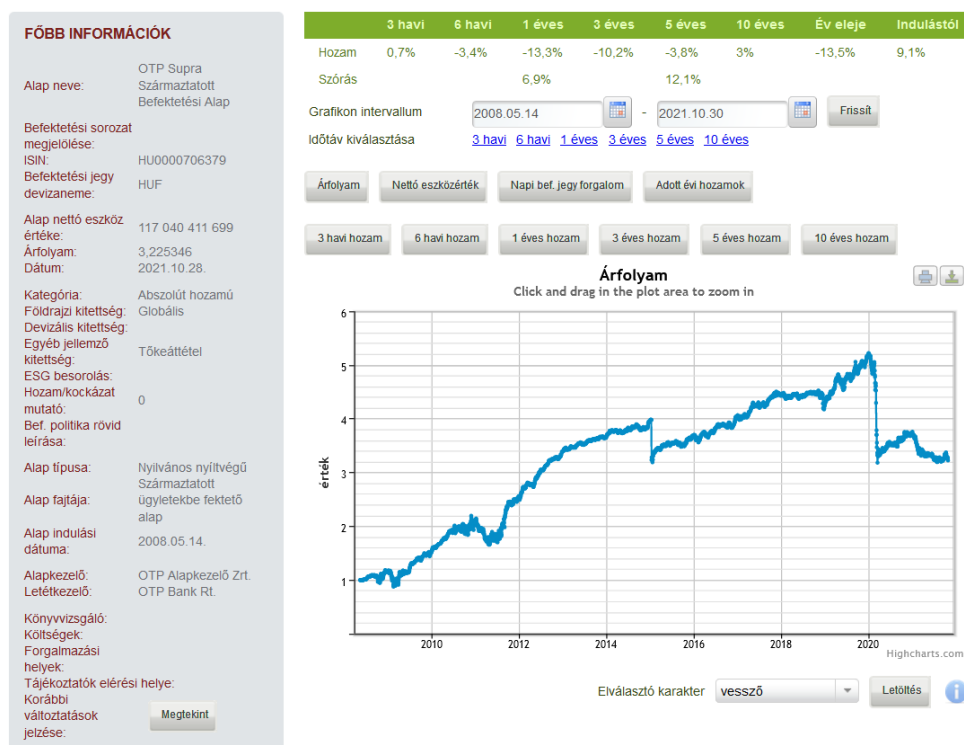 FŐBB INFORMÁCIÓK
Alap neve: OTP Supra Származtatott Befektetési Alap
Befektetési sorozat megjelölése:
ISIN: HU0000706379
Befektetési jegy devizaneme: HUF
Alap nettó eszköz értéke: 117 040 411 699
Árfolyam: 3,225346
Dátum: 2021.10.28.
Kategória: Abszolút hozamú
Földrajzi kitettség: Globális
Devizális kitettség:
Egyéb jellemző kitettség: Tőkeáttétel
ESG besorolás:
Hozam/kockázat mutató: 0
Bef. politika rövid leírása:
Alap típusa: Nyilvános nyíltvégű
Alap fajtája: Származtatott ügyletekbe fektető alap
Alap indulási dátuma: 2008.05.14.
Alapkezelő: OTP Alapkezelő Zrt.
Letétkezelő: OTP Bank Rt.
Könyvvizsgáló:
Költségek:
Forgalmazási helyek:
Tájékoztatók elérési helye:
Korábbi változtatások jelzése: Megtekint
3 havi 6 havi 1 éves 3 éves 5 éves 10 éves Év eleje Indulástól
Hozam 0,7% -3,4% -13,3% -10,2% -3,8% 3% -13,5% 9,1%
Szórás 6,9% 12,1%
Grafikon intervallum 2008.05.14 - 2021.10.30 Frissít
Időtáv kiválasztása 3 havi 6 havi 1 éves 3 éves 5 éves 10 éves
Árfolyam Nettó eszközérték Napi bef. jegy forgalom Adott évi hozamok
3 havi hozam 6 havi hozam 1 éves hozam 3 éves hozam 5 éves hozam 10 éves hozam
Árfolyam
Click and drag in the plot area to zoom in
érték
6
5
4
3
2
1
2010 2012 2014 2016 2018 2020
Highcharts.com
Elválasztó karakter vessző Letöltés